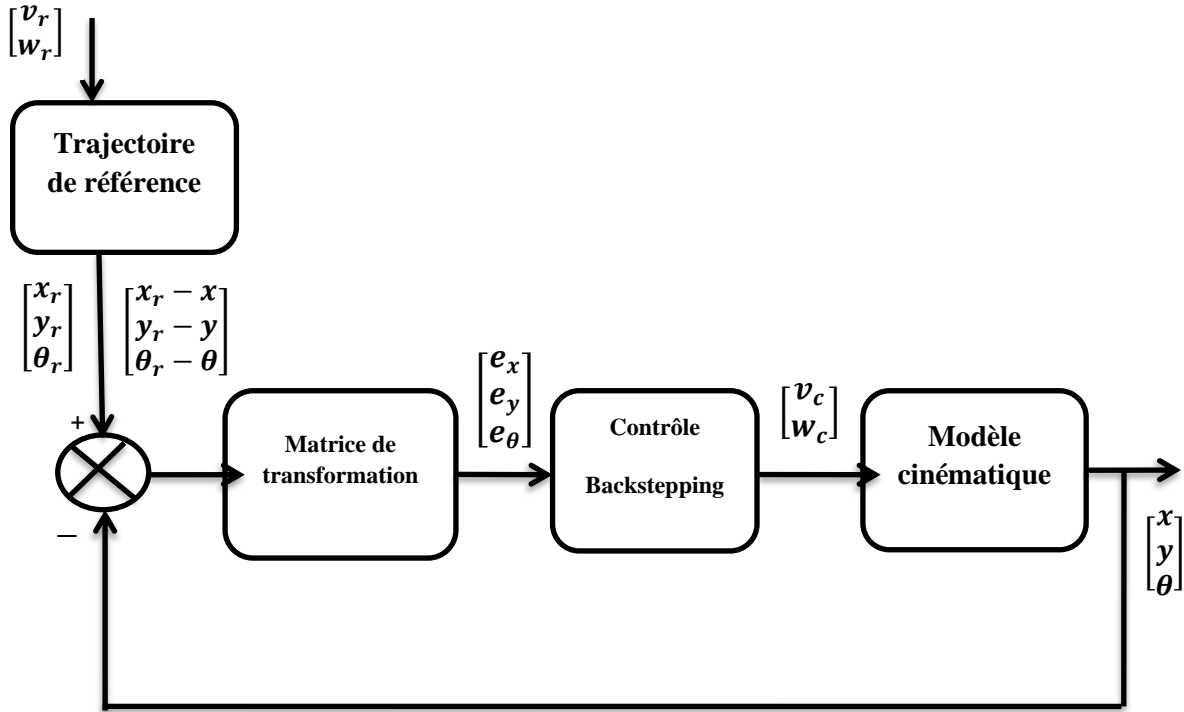 [v_r
w_r]
Trajectoire
de référence
[x_r
y_r
θ_r]
[x_r − x
y_r − y
θ_r − θ]
+
−
Matrice de
transformation
[e_x
e_y
e_θ]
Contrôle
Backstepping
[v_c
w_c]
Modèle
cinématique
[x
y
θ]